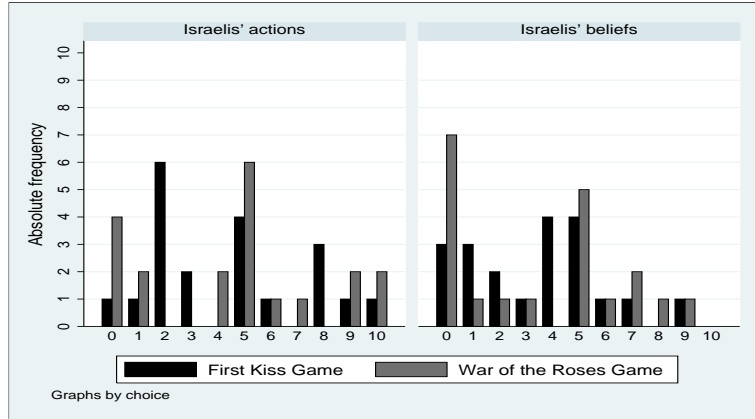 Israelis' actions
Israelis' beliefs
Absolute frequency
10
9
8
7
6
5
4
3
2
1
0
0 1 2 3 4 5 6 7 8 9 10
0 1 2 3 4 5 6 7 8 9 10
First Kiss Game
War of the Roses Game
Graphs by choice